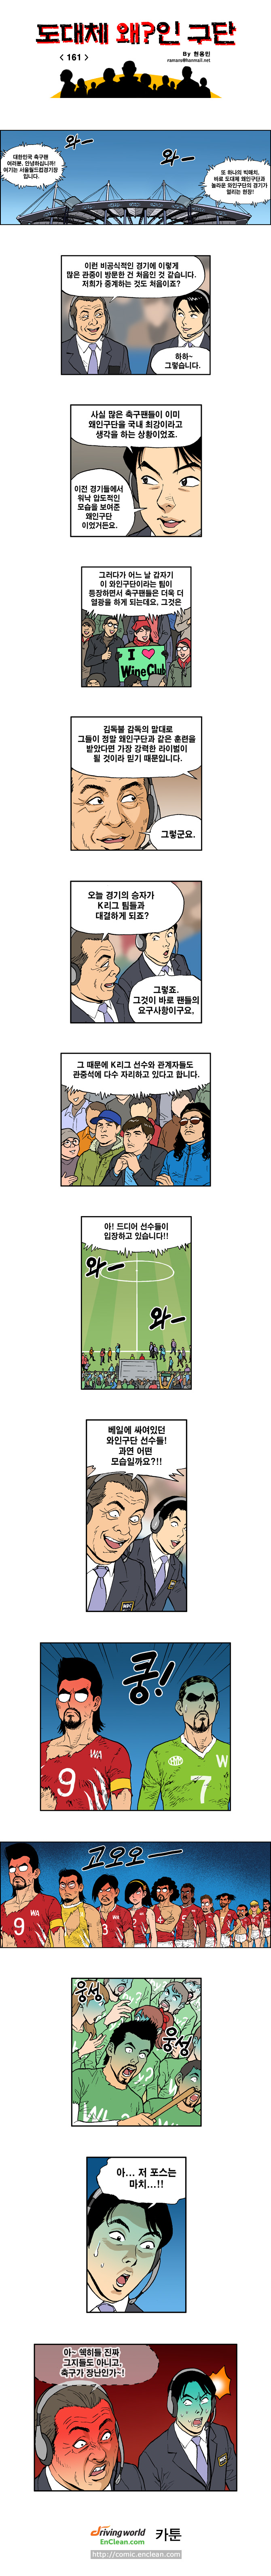 도대체 왜?인 구단
< 161 >
By 현용민
ramans@hanmail.net
와ㅡ
와ㅡ
대한민국 축구팬
여러분, 안녕하십니까!
여기는 서울월드컵경기장
입니다.
또 하나의 빅매치,
바로 도대체 왜인구단과
놀라운 와인구단의 경기가
열리는 현장!
이런 비공식적인 경기에 이렇게
많은 관중이 방문한 건 처음인 것 같습니다.
저희가 중계하는 것도 처음이죠?
하하~
그렇습니다.
사실 많은 축구팬들이 이미
왜인구단을 국내 최강이라고
생각을 하는 상황이었죠.
이전 경기들에서
워낙 압도적인
모습을 보여준
왜인구단
이었거든요.
그러다가 어느 날 갑자기
이 와인구단이라는 팀이
등장하면서 축구팬들은 더욱 더
열광을 하게 되는데요, 그것은
I ♥
WineClub
김독불 감독의 말대로
그들이 정말 왜인구단과 같은 훈련을
받았다면 가장 강력한 라이벌이
될 것이라 믿기 때문입니다.
그렇군요.
오늘 경기의 승자가
K리그 팀들과
대결하게 되죠?
그렇죠.
그것이 바로 팬들의
요구사항이구요,
그 때문에 K리그 선수와 관계자들도
관중석에 다수 자리하고 있다고 합니다.
아! 드디어 선수들이
입장하고 있습니다!!
와ㅡ
와ㅡ
베일에 싸여있던
와인구단 선수들!
과연 어떤
모습일까요?!!
MPC
쿵!
WA
9
W
7
고오오ㅡ
9
WA
3
2
4
웅성
웅성
아... 저 포스는
마치...!!
아~ 액히들 진짜
그지들도 아니고,
축구가 장난인가~!
drivingworld
EnClean.com
카툰
http://comic.enclean.com